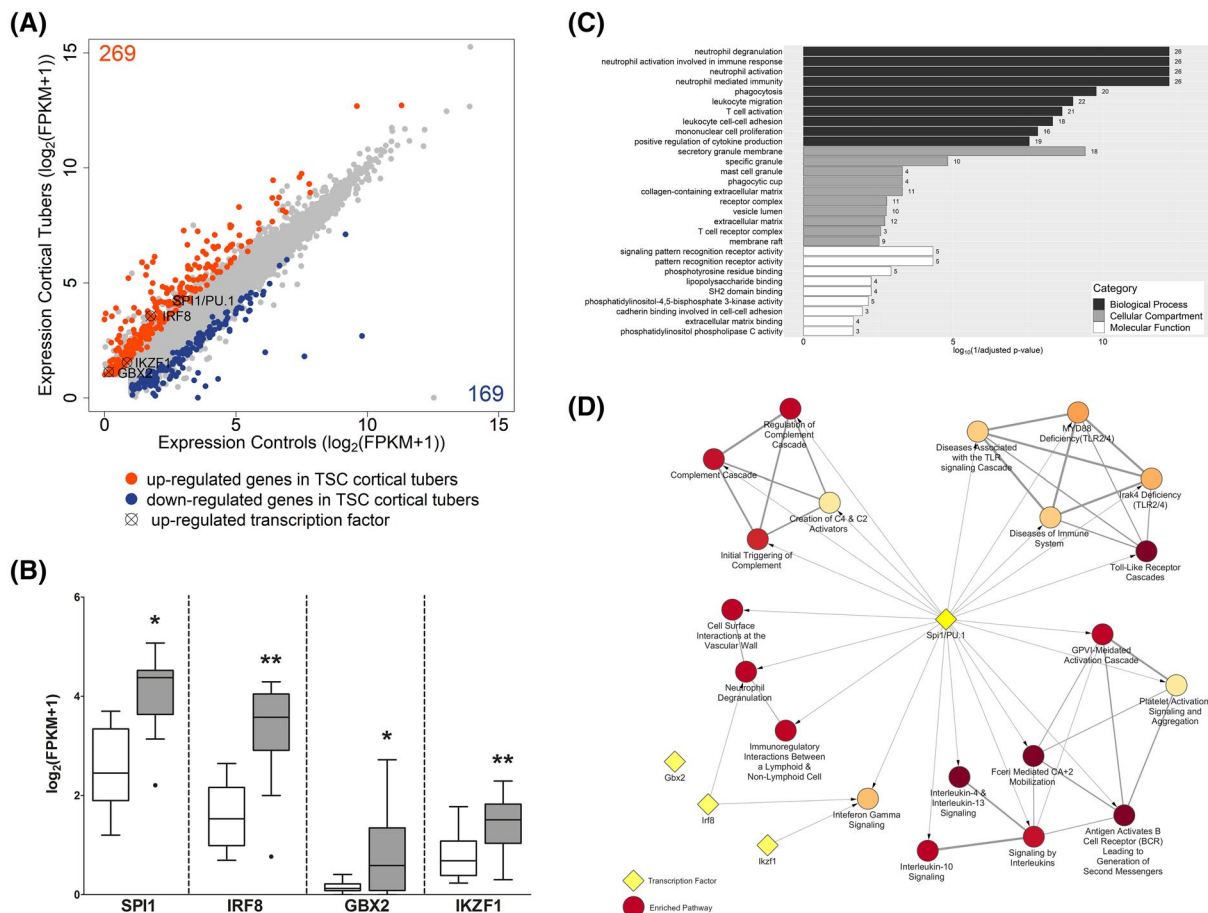 (A)
269
Expression Cortical Tubers (log2(FPKM+1))
15
10
5
0
SPI1/PU.1
IRF8
IKZF1
GBX2
169
0
5
10
15
Expression Controls (log2(FPKM+1))
up-regulated genes in TSC cortical tubers
down-regulated genes in TSC cortical tubers
up-regulated transcription factor
(B)
log2(FPKM+1)
6
4
2
0
*
**
*
**
SPI1
IRF8
GBX2
IKZF1
(C)
neutrophil degranulation 26
neutrophil activation involved in immune response 26
neutrophil activation 26
neutrophil mediated immunity 26
phagocytosis 20
leukocyte migration 22
T cell activation 21
leukocyte cell-cell adhesion 18
mononuclear cell proliferation 16
positive regulation of cytokine production 19
secretory granule membrane 18
specific granule 10
mast cell granule 4
phagocytic cup 4
collagen-containing extracellular matrix 11
receptor complex 11
vesicle lumen 10
extracellular matrix 12
T cell receptor complex 3
membrane raft 9
signaling pattern recognition receptor activity 5
pattern recognition receptor activity 5
phosphotyrosine residue binding 5
lipopolysaccharide binding 4
SH2 domain binding 4
phosphatidylinositol-4,5-bisphosphate 3-kinase activity 5
cadherin binding involved in cell-cell adhesion 3
extracellular matrix binding 4
phosphatidylinositol phospholipase C activity 3
Category
Biological Process
Cellular Compartment
Molecular Function
0
5
10
log10(1/adjusted p-value)
(D)
Regulation of
Complement
Cascade
Complement Cascade
Creation of C4 & C2
Activators
Initial Triggering of
Complement
MYD88
Deficiency(TLR2/4)
Diseases Associated
with the TLR
signaling Cascade
Irak4 Deficiency
(TLR2/4)
Diseases of Immune
System
Toll-Like Receptor
Cascades
Spi1/PU.1
Cell Surface
Interactions at the
Vascular Wall
Neutrophil
Degranulation
Immunoregulatory
Interactions Between
a Lymphoid &
Non-Lymphoid Cell
GPVI-Meidated
Activation Cascade
Platelet Activation
Signaling and
Aggregation
Fceri Mediated CA+2
Mobilization
Gbx2
Irf8
Ikzf1
Inteferon Gamma
Signaling
Interleukin-4 &
Interleukin-13 Signaling
Antigen Activates B
Cell Receptor (BCR)
Leading to
Generation of
Second Messengers
Signaling by
Interleukins
Interleukin-10
Signaling
Transcription Factor
Enriched Pathway